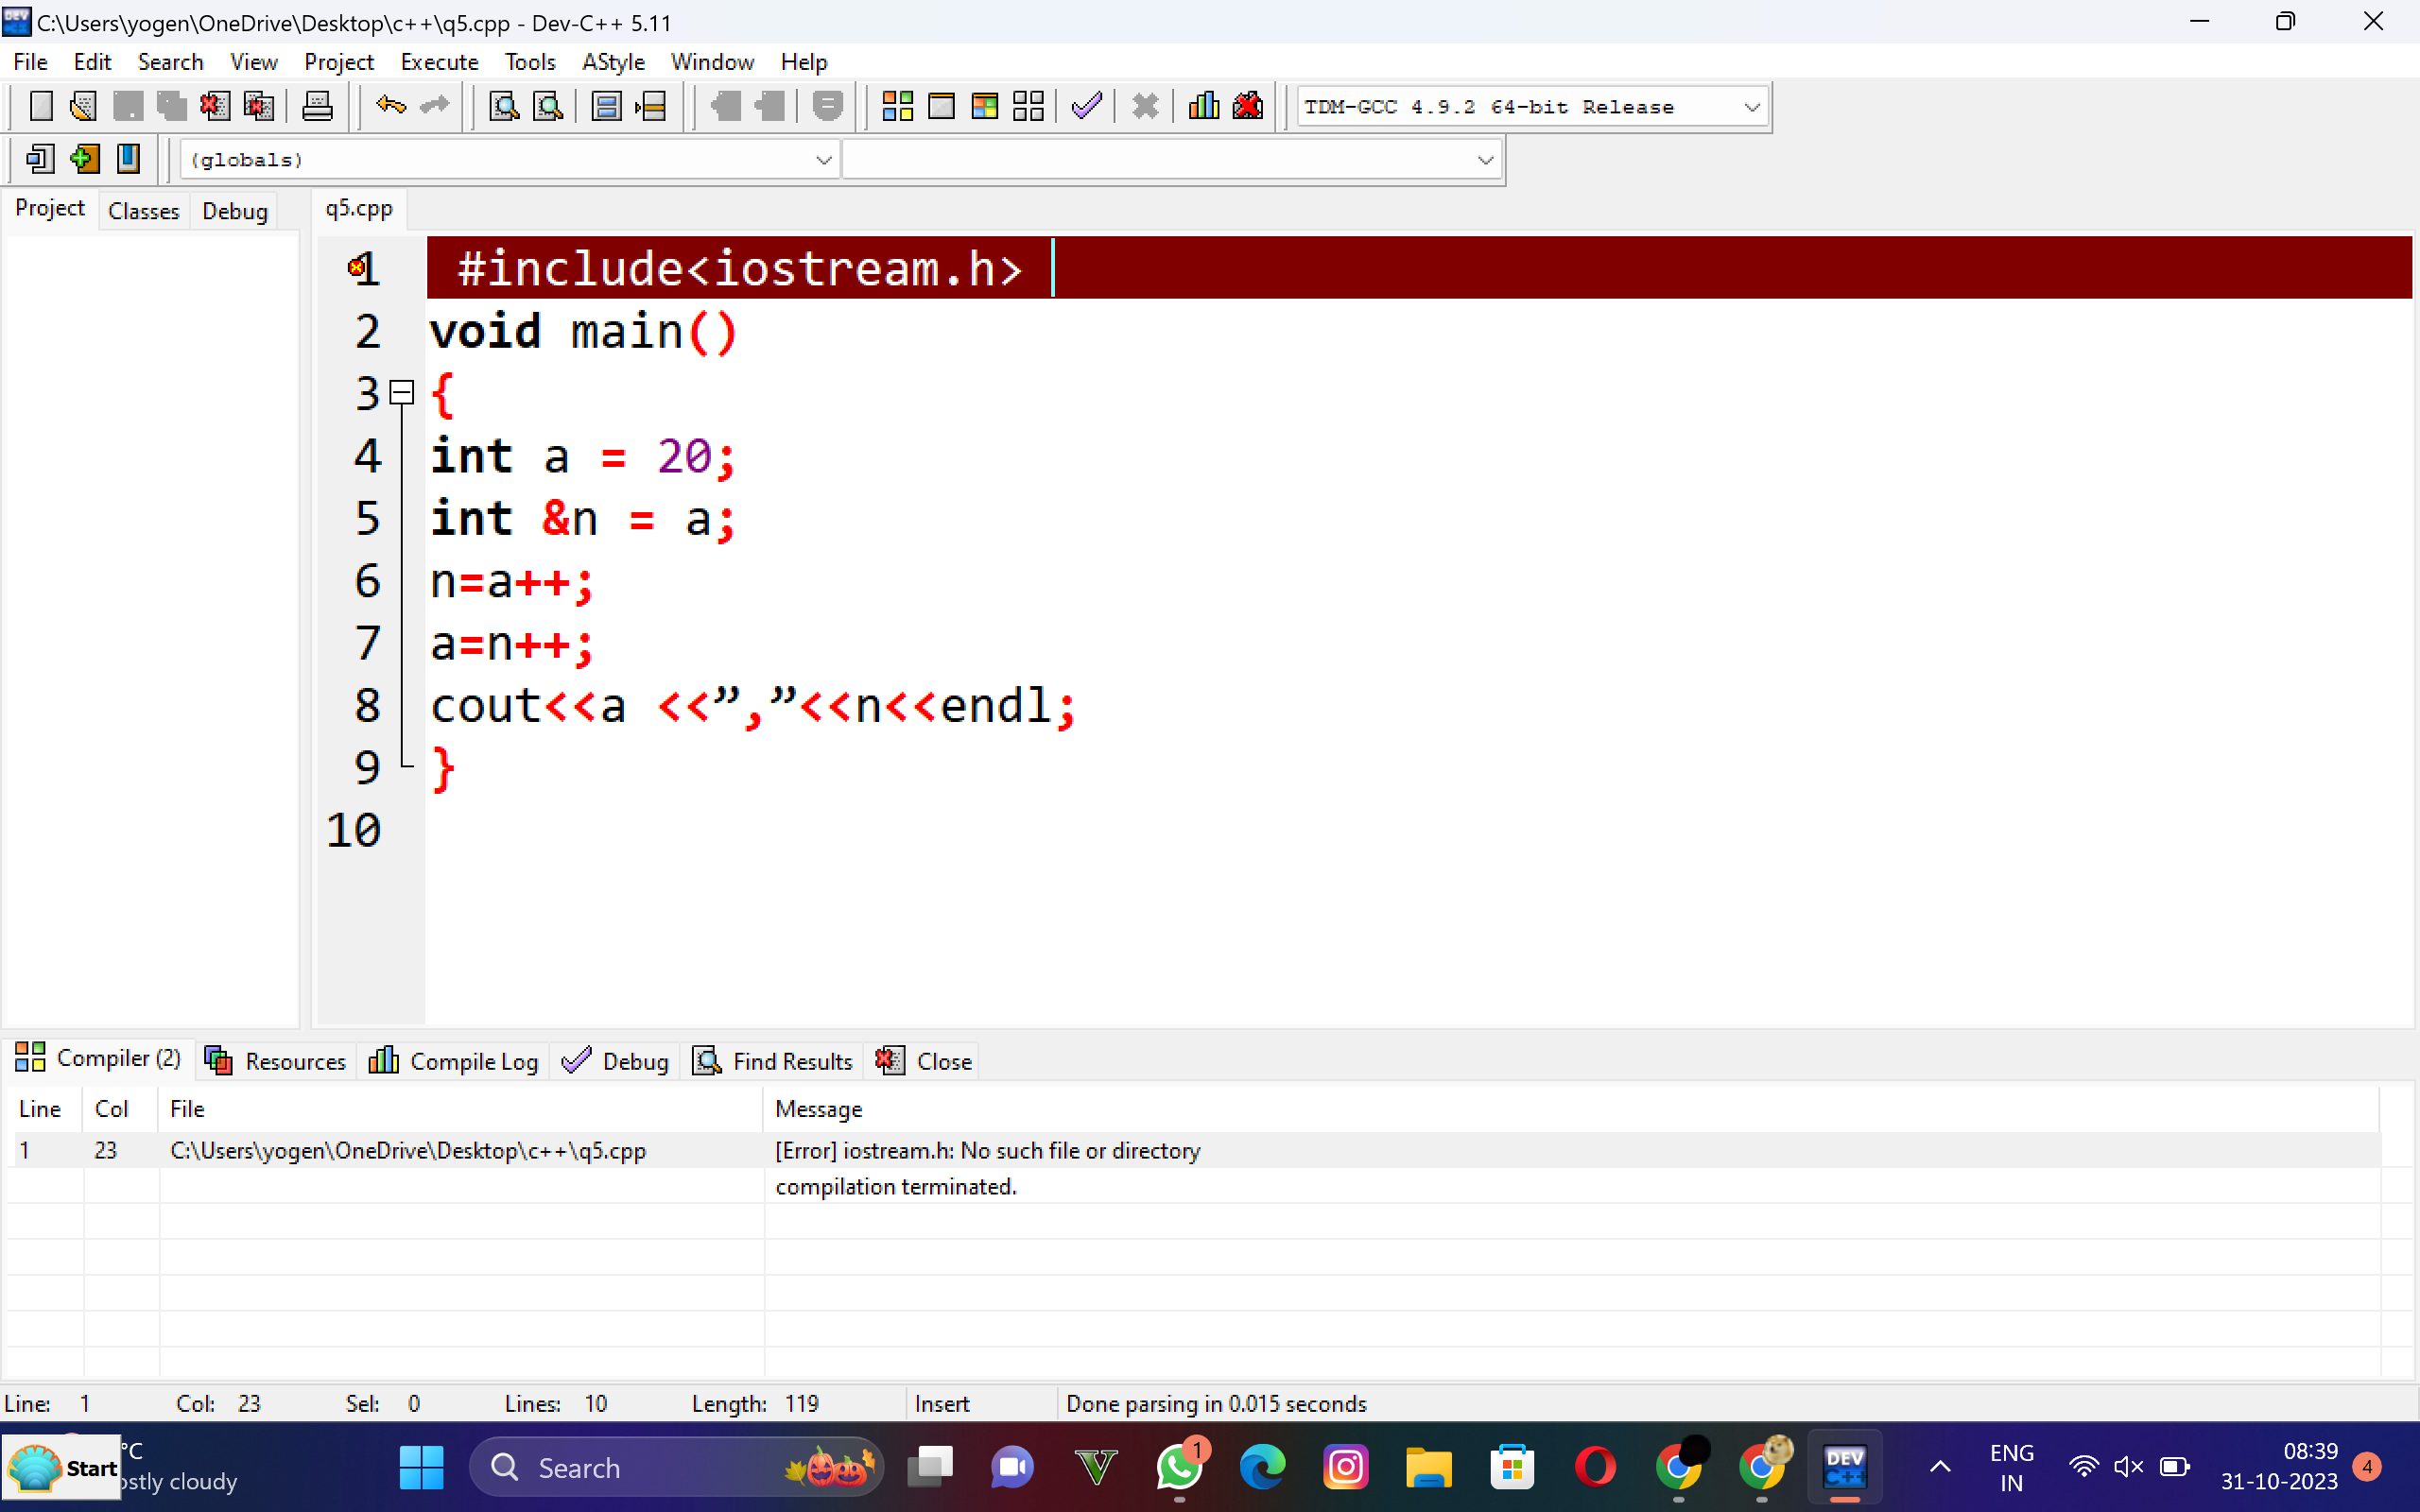 C:\Users\yogen\OneDrive\Desktop\c++\q5.cpp - Dev-C++ 5.11
File Edit Search View Project Execute Tools AStyle Window Help
TDM-GCC 4.9.2 64-bit Release
(globals)
Project Classes Debug q5.cpp
1 #include<iostream.h>
2 void main()
3 {
4 int a = 20;
5 int &n = a;
6 n=a++;
7 a=n++;
8 cout<<a <<”,”<<n<<endl;
9 }
10
Compiler (2) Resources Compile Log Debug Find Results Close
Line Col File Message
1 23 C:\Users\yogen\OneDrive\Desktop\c++\q5.cpp [Error] iostream.h: No such file or directory
compilation terminated.
Line: 1 Col: 23 Sel: 0 Lines: 10 Length: 119 Insert Done parsing in 0.015 seconds
Start °C
ostly cloudy
Search
1
DEV
C++
ENG
IN
08:39
31-10-2023
4